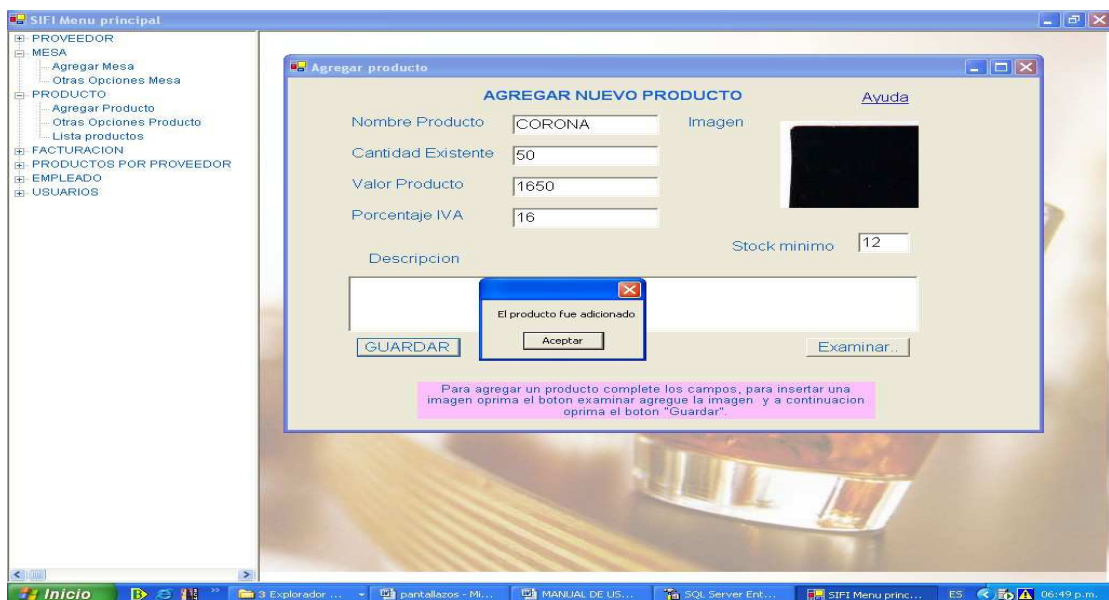 SIFI Menu principal
PROVEEDOR
MESA
Agregar Mesa
Otras Opciones Mesa
PRODUCTO
Agregar Producto
Otras Opciones Producto
Lista productos
FACTURACION
PRODUCTOS POR PROVEEDOR
EMPLEADO
USUARIOS
Agregar producto
AGREGAR NUEVO PRODUCTO
Ayuda
Nombre Producto CORONA Imagen
Cantidad Existente 50
Valor Producto 1650
Porcentaje IVA 16
Stock minimo 12
Descripcion
El producto fue adicionado
Aceptar
GUARDAR Examinar..
Para agregar un producto complete los campos, para insertar una
imagen oprima el boton examinar agregue la imagen y a continuacion
oprima el boton "Guardar".
Inicio 3 Explorador ... pantallazos - Mi... MANUAL DE US... SQL Server Ent... SIFI Menu princ... ES 06:49 p.m.